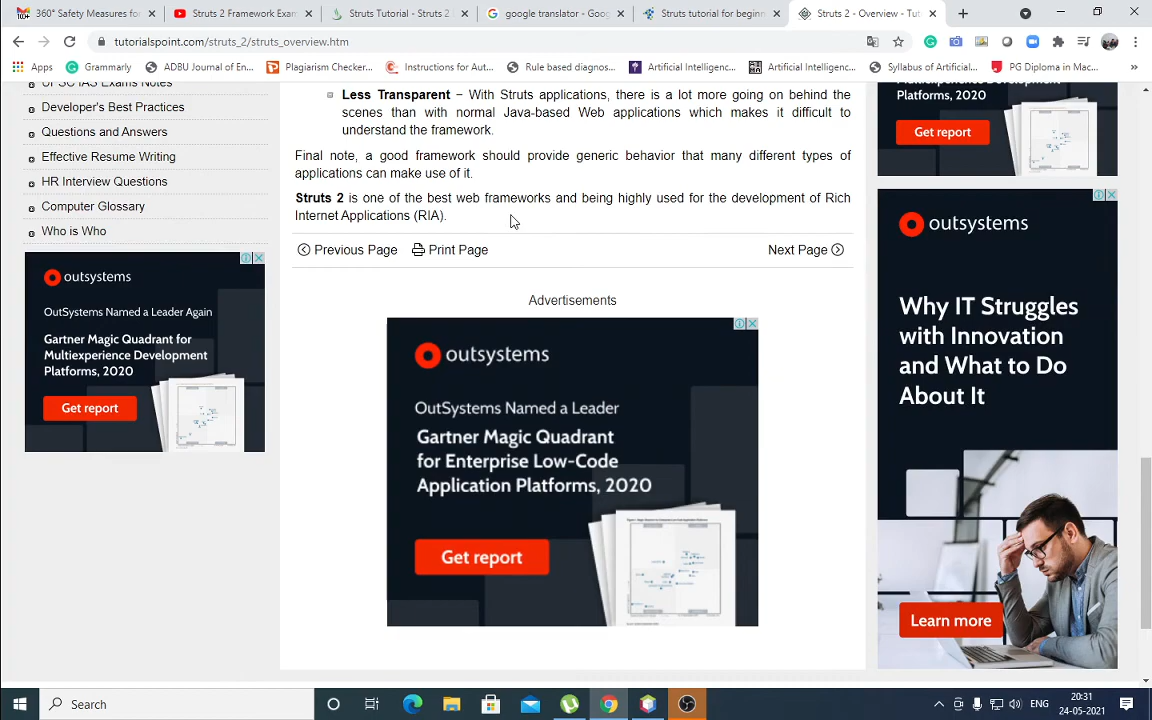 360° Safety Measures for
Struts 2 Framework Exam
Struts Tutorial - Struts 2
google translator - Goog
Struts tutorial for beginn
Struts 2 - Overview - Tut
tutorialspoint.com/struts_2/struts_overview.htm
Apps
Grammarly
ADBU Journal of En...
Plagiarism Checker...
Instructions for Aut...
Rule based diagnos...
Artificial Intelligenc...
Artificial Intelligenc...
Syllabus of Artificial...
PG Diploma in Mac...
UPSC IAS Exams Notes
Developer's Best Practices
Questions and Answers
Effective Resume Writing
HR Interview Questions
Computer Glossary
Who is Who
outsystems
OutSystems Named a Leader Again
Gartner Magic Quadrant for
Multiexperience Development
Platforms, 2020
Get report
Less Transparent – With Struts applications, there is a lot more going on behind the
scenes than with normal Java-based Web applications which makes it difficult to
understand the framework.
Final note, a good framework should provide generic behavior that many different types of
applications can make use of it.
Struts 2 is one of the best web frameworks and being highly used for the development of Rich
Internet Applications (RIA).
Previous Page
Print Page
Next Page
Advertisements
outsystems
OutSystems Named a Leader
Gartner Magic Quadrant
for Enterprise Low-Code
Application Platforms, 2020
Get report
Multiexperience Development
Platforms, 2020
Get report
outsystems
Why IT Struggles
with Innovation
and What to Do
About It
Learn more
Search
ENG
20:31
24-05-2021